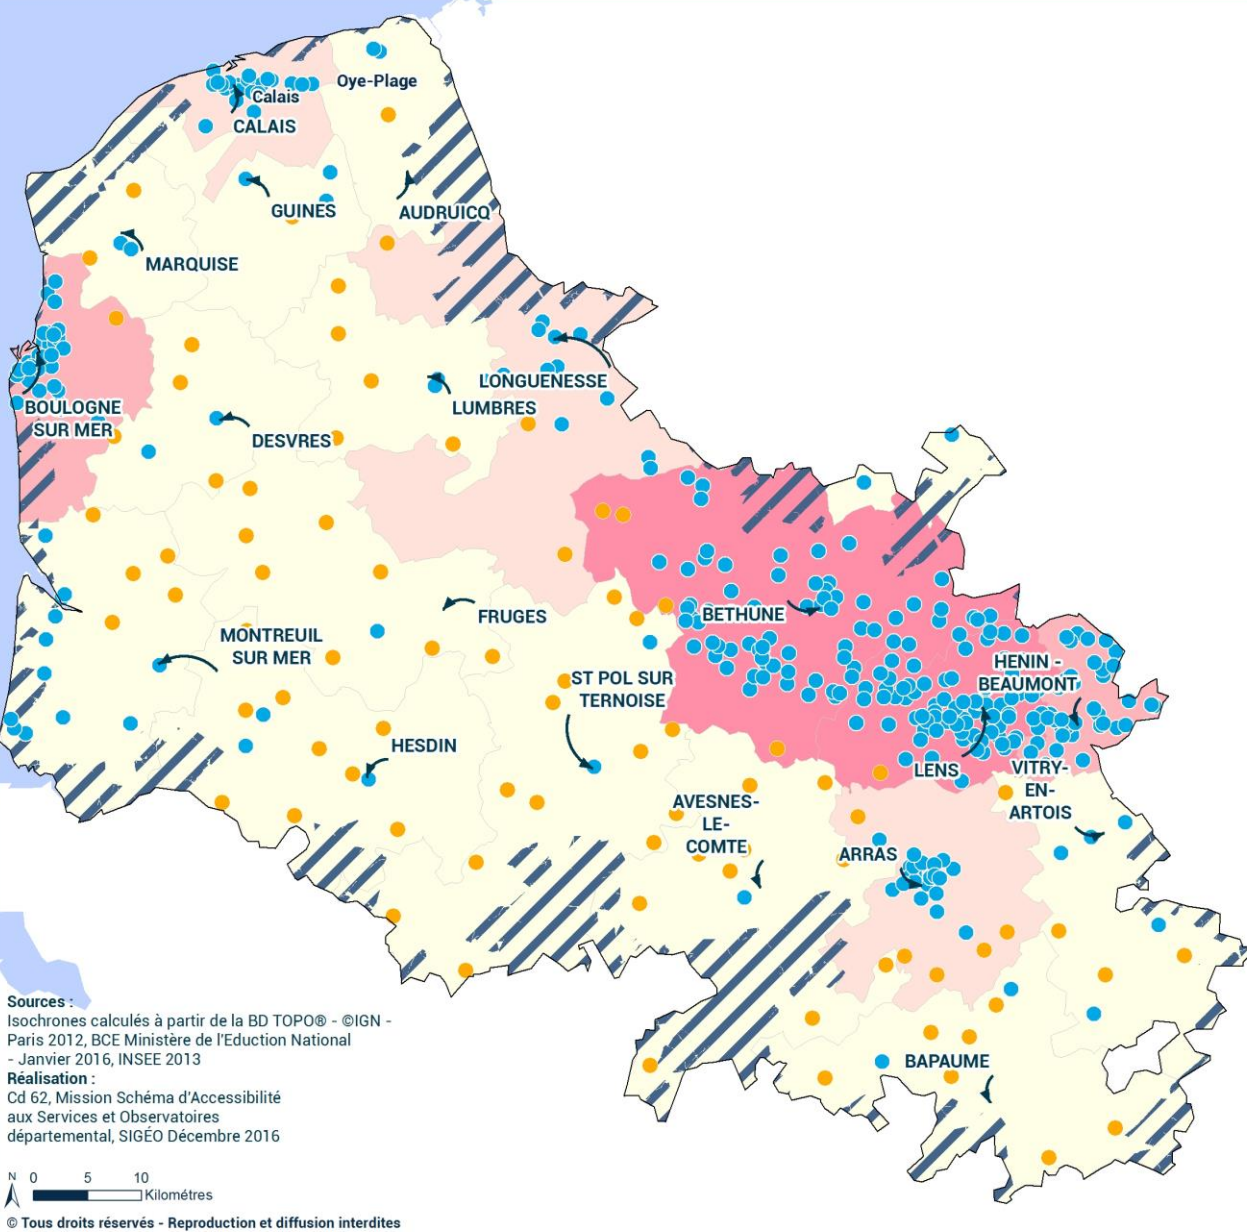 Oye-Plage
Calais
CALAIS
GUINES
AUDRUICQ
MARQUISE
LONGUENESSE
LUMBRES
BOULOGNE
SUR MER
DESVRES
FRUGES
BETHUNE
MONTREUIL
SUR MER
HENIN -
BEAUMONT
ST POL SUR
TERNOISE
HESDIN
LENS
VITRY-
EN-
ARTOIS
AVESNES-
LE-
COMTE
ARRAS
BAPAUME
Sources :
Isochrones calculés à partir de la BD TOPO® - ©IGN -
Paris 2012, BCE Ministère de l'Eduction National
- Janvier 2016, INSEE 2013
Réalisation :
Cd 62, Mission Schéma d'Accessibilité
aux Services et Observatoires
départemental, SIGÉO Décembre 2016
N 0 5 10
Kilométres
© Tous droits réservés - Reproduction et diffusion interdites